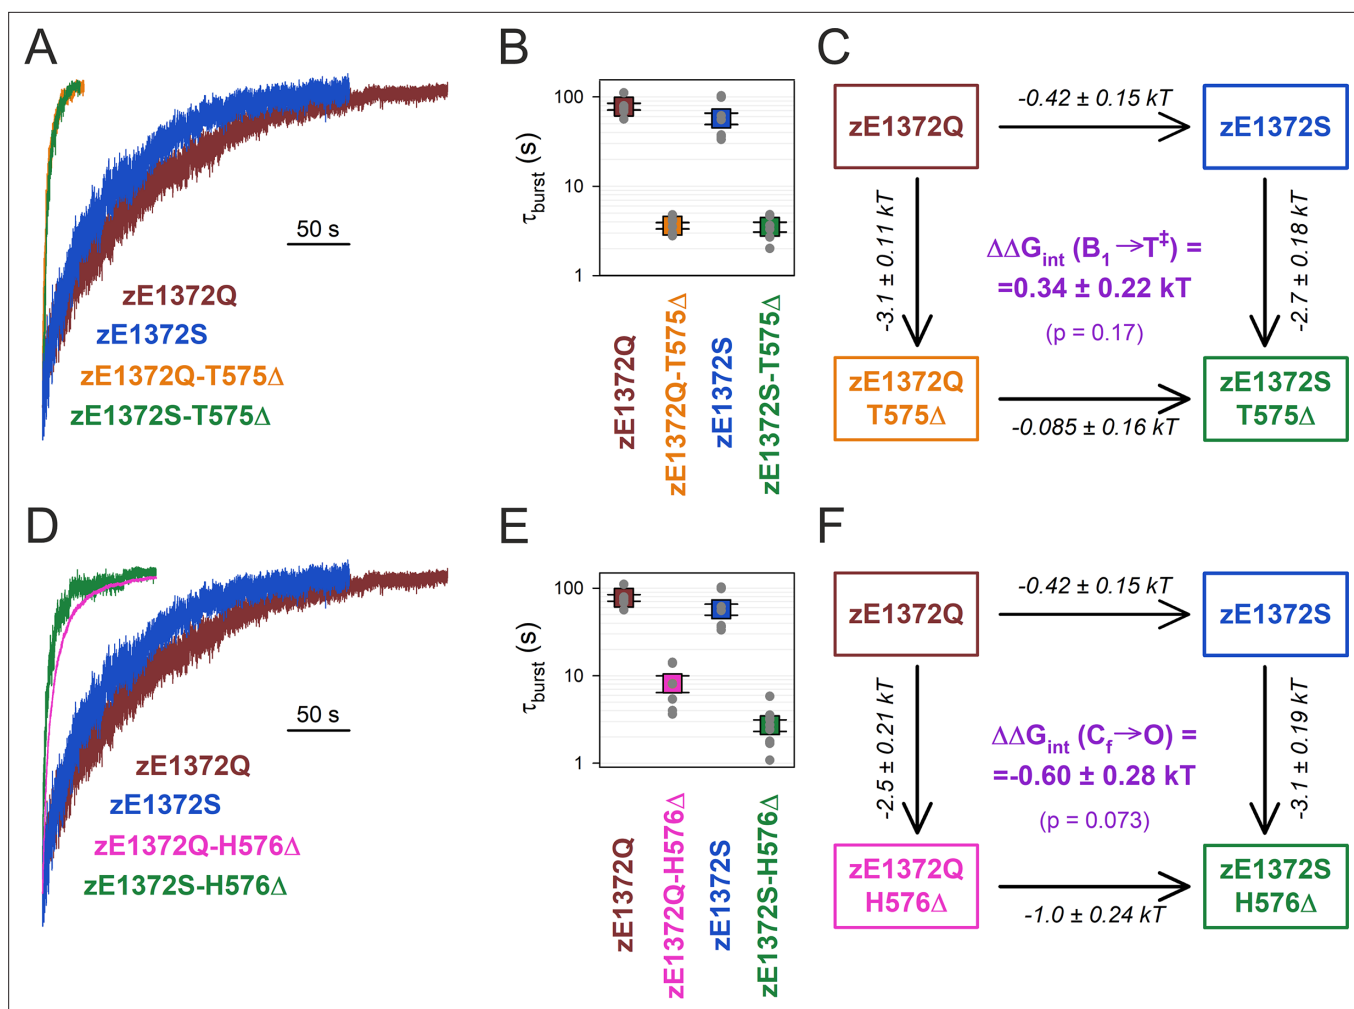 A
50 s
zE1372Q
zE1372S
zE1372Q-T575Δ
zE1372S-T575Δ
B
100
10
1
τburst (s)
zE1372Q
zE1372Q-T575Δ
zE1372S
zE1372S-T575Δ
C
zE1372Q
-0.42 ± 0.15 kT
zE1372S
-3.1 ± 0.11 kT
ΔΔGint (B1→T‡) =
=0.34 ± 0.22 kT
(p = 0.17)
-2.7 ± 0.18 kT
zE1372Q
T575Δ
-0.085 ± 0.16 kT
zE1372S
T575Δ
D
50 s
zE1372Q
zE1372S
zE1372Q-H576Δ
zE1372S-H576Δ
E
100
10
1
τburst (s)
zE1372Q
zE1372Q-H576Δ
zE1372S
zE1372S-H576Δ
F
zE1372Q
-0.42 ± 0.15 kT
zE1372S
-2.5 ± 0.21 kT
ΔΔGint (Cf→O) =
=-0.60 ± 0.28 kT
(p = 0.073)
-3.1 ± 0.19 kT
zE1372Q
H576Δ
-1.0 ± 0.24 kT
zE1372S
H576Δ